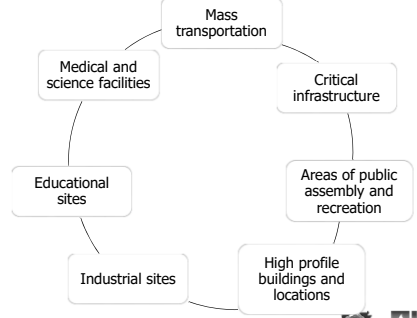 Mass
transportation
Critical
infrastructure
Areas of public
assembly and
recreation
High profile
buildings and
locations
Industrial sites
Educational
sites
Medical and
science facilities